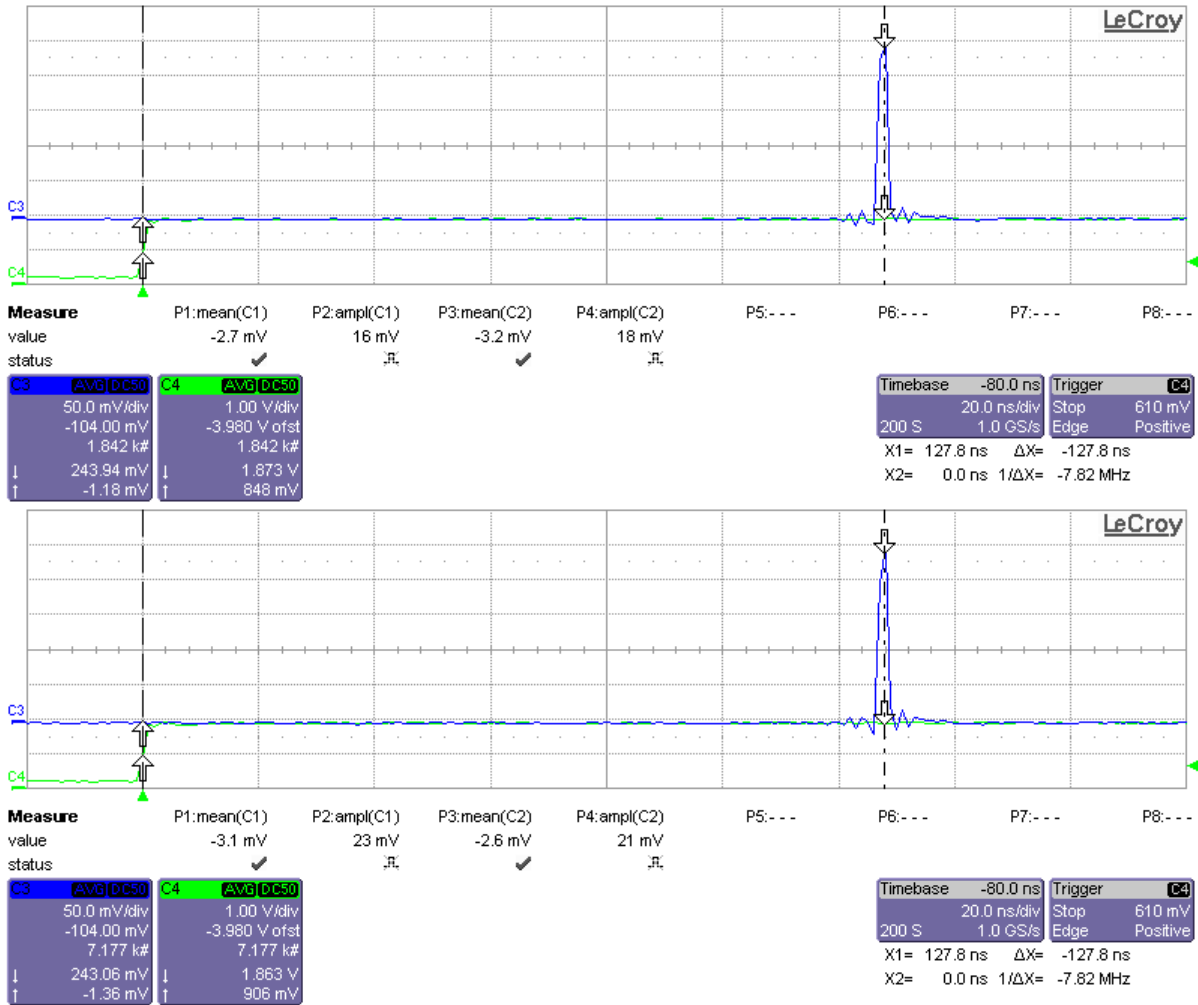 LeCroy
C3
C4
Measure P1:mean(C1) P2:ampl(C1) P3:mean(C2) P4:ampl(C2) P5:- - - P6:- - - P7:- - - P8:- - -
value -2.7 mV 16 mV -3.2 mV 18 mV
status
C3 AVG DC50 C4 AVG DC50 Timebase -80.0 ns Trigger C4
50.0 mV/div 1.00 V/div 20.0 ns/div Stop 610 mV
-104.00 mV -3.980 V ofst 200 S 1.0 GS/s Edge Positive
1.842 k# 1.842 k# X1= 127.8 ns ΔX= -127.8 ns
↓ 243.94 mV 1.873 V X2= 0.0 ns 1/ΔX= -7.82 MHz
↑ -1.18 mV 848 mV
LeCroy
C3
C4
Measure P1:mean(C1) P2:ampl(C1) P3:mean(C2) P4:ampl(C2) P5:- - - P6:- - - P7:- - - P8:- - -
value -3.1 mV 23 mV -2.6 mV 21 mV
status
C3 AVG DC50 C4 AVG DC50 Timebase -80.0 ns Trigger C4
50.0 mV/div 1.00 V/div 20.0 ns/div Stop 610 mV
-104.00 mV -3.980 V ofst 200 S 1.0 GS/s Edge Positive
7.177 k# 7.177 k# X1= 127.8 ns ΔX= -127.8 ns
↓ 243.06 mV 1.863 V X2= 0.0 ns 1/ΔX= -7.82 MHz
↑ -1.36 mV 906 mV